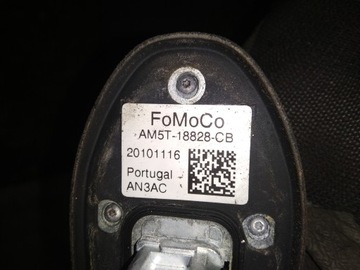 FoMoCo
AM5T-18828-CB
20101116
Portugal
AN3AC